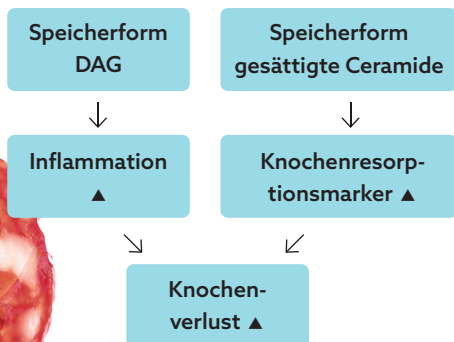 Speicherform
DAG
Speicherform
gesättigte Ceramide
Inflammation
▲
Knochenresorp-
tionsmarker ▲
Knochen-
verlust ▲